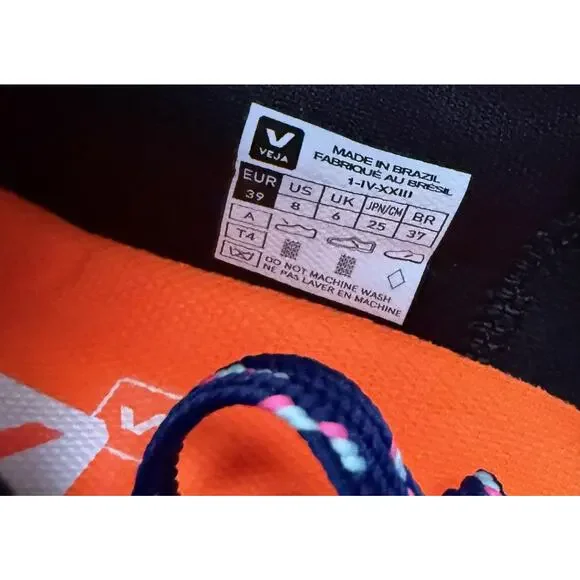 V
VEJA
MADE IN BRAZIL
FABRIQUÉ AU BRÉSIL
1-IV-XXIII
EUR US UK JPN/CM BR
39 8 6 25 37
A
T4
DO NOT MACHINE WASH
NE PAS LAVER EN MACHINE
V